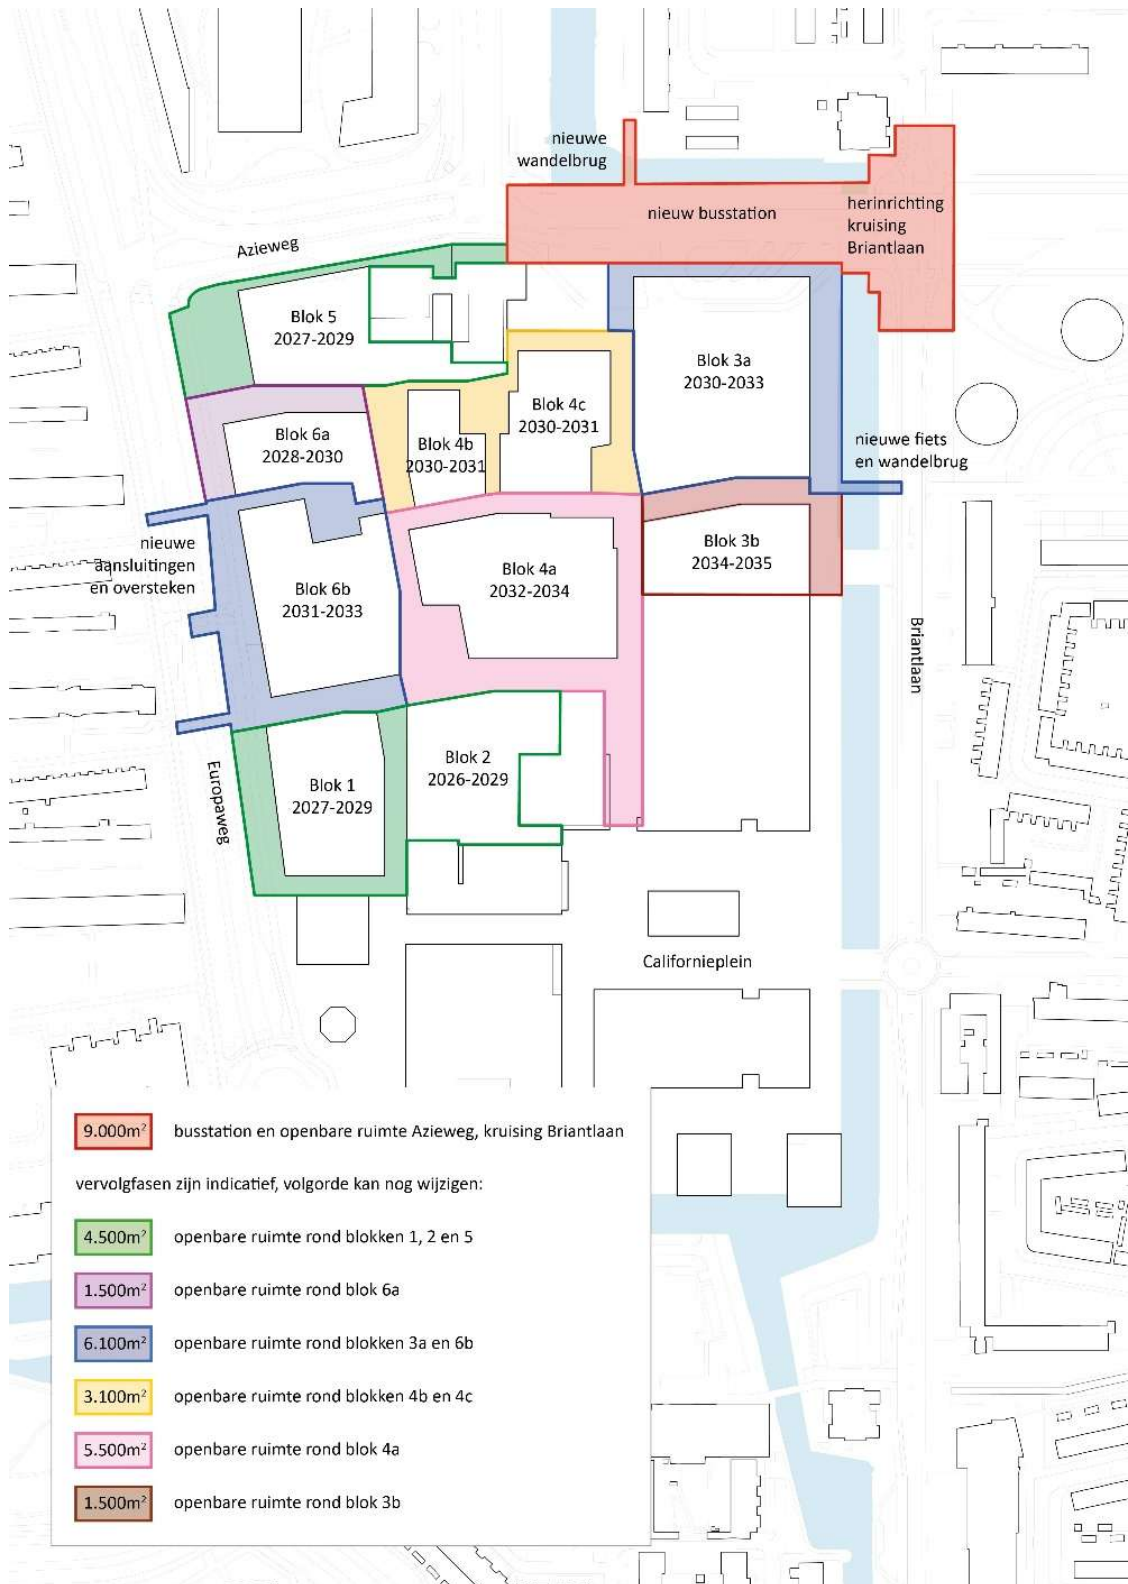 nieuwe
wandelbrug
nieuw busstation
herinrichting
kruising
Briantlaan
Azieweg
Blok 5
2027-2029
Blok 3a
2030-2033
Blok 4c
2030-2031
Blok 6a
2028-2030
Blok 4b
2030-2031
nieuwe fiets
en wandelbrug
nieuwe
aansluitingen
en oversteken
Blok 6b
2031-2033
Blok 4a
2032-2034
Blok 3b
2034-2035
Briantlaan
Blok 2
2026-2029
Blok 1
2027-2029
Europaweg
Californieplein
9.000m² busstation en openbare ruimte Azieweg, kruising Briantlaan
vervolgfasen zijn indicatief, volgorde kan nog wijzigen:
4.500m² openbare ruimte rond blokken 1, 2 en 5
1.500m² openbare ruimte rond blok 6a
6.100m² openbare ruimte rond blokken 3a en 6b
3.100m² openbare ruimte rond blokken 4b en 4c
5.500m² openbare ruimte rond blok 4a
1.500m² openbare ruimte rond blok 3b